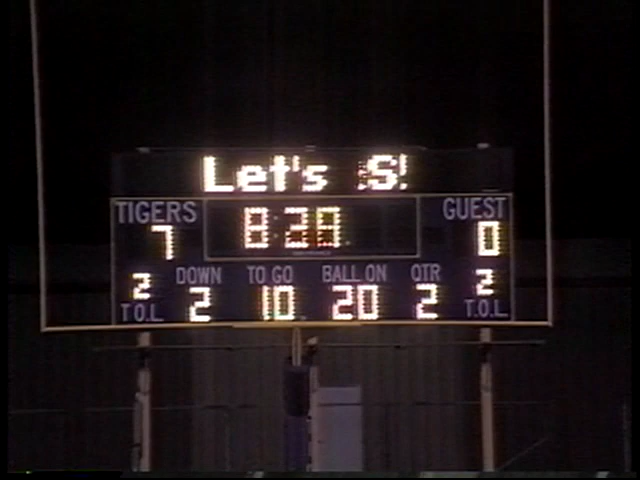 Let's S!
TIGERS 8:28 GUEST
7 0
2 DOWN TO GO BALL ON QTR 2
T.O.L 2 10 20 2 T.O.L.